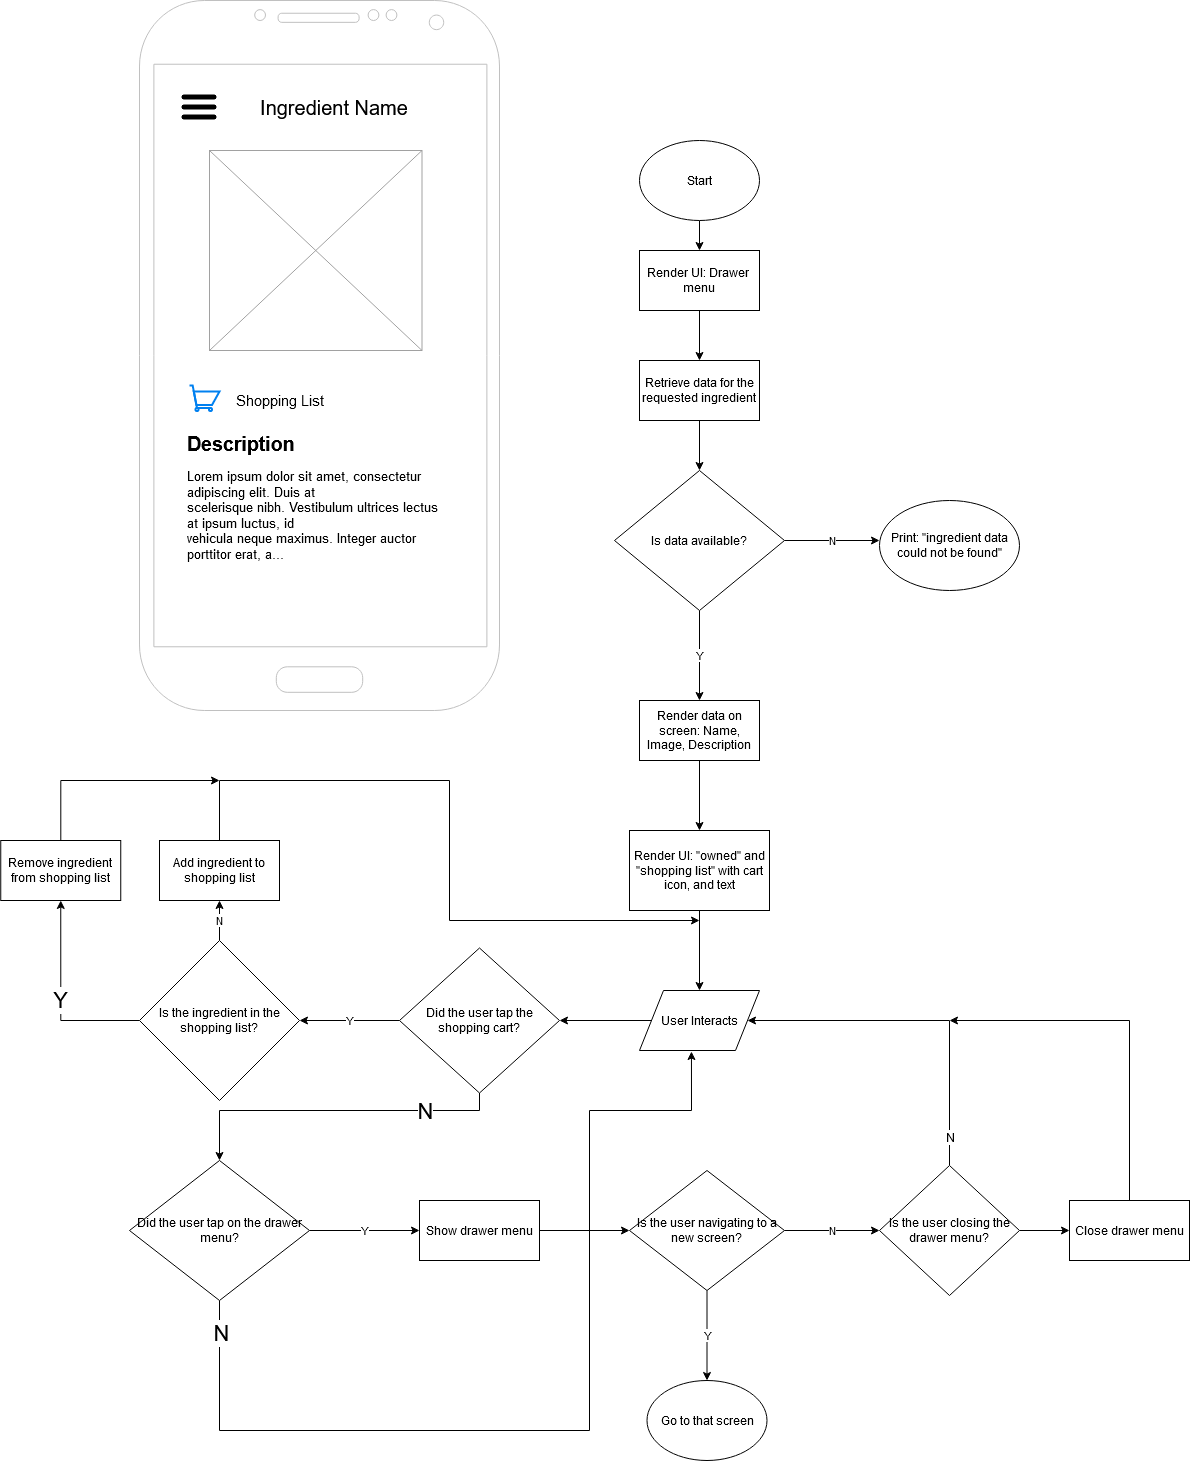 Ingredient Name
Shopping List
Description
Lorem ipsum dolor sit amet, consectetur
adipiscing elit. Duis at
scelerisque nibh. Vestibulum ultrices lectus
at ipsum luctus, id
vehicula neque maximus. Integer auctor
porttitor erat, a...
Start
Render UI: Drawer
menu
Retrieve data for the
requested ingredient
Is data available?
N
Print: "ingredient data
could not be found"
Y
Render data on
screen: Name,
Image, Description
Render UI: "owned" and
"shopping list" with cart
icon, and text
Remove ingredient
from shopping list
Add ingredient to
shopping list
N
Y
Is the ingredient in the
shopping list?
Y
Did the user tap the
shopping cart?
User Interacts
N
N
Did the user tap on the drawer
menu?
Y
Show drawer menu
Is the user navigating to a
new screen?
N
Is the user closing the
drawer menu?
Close drawer menu
N
Y
Go to that screen